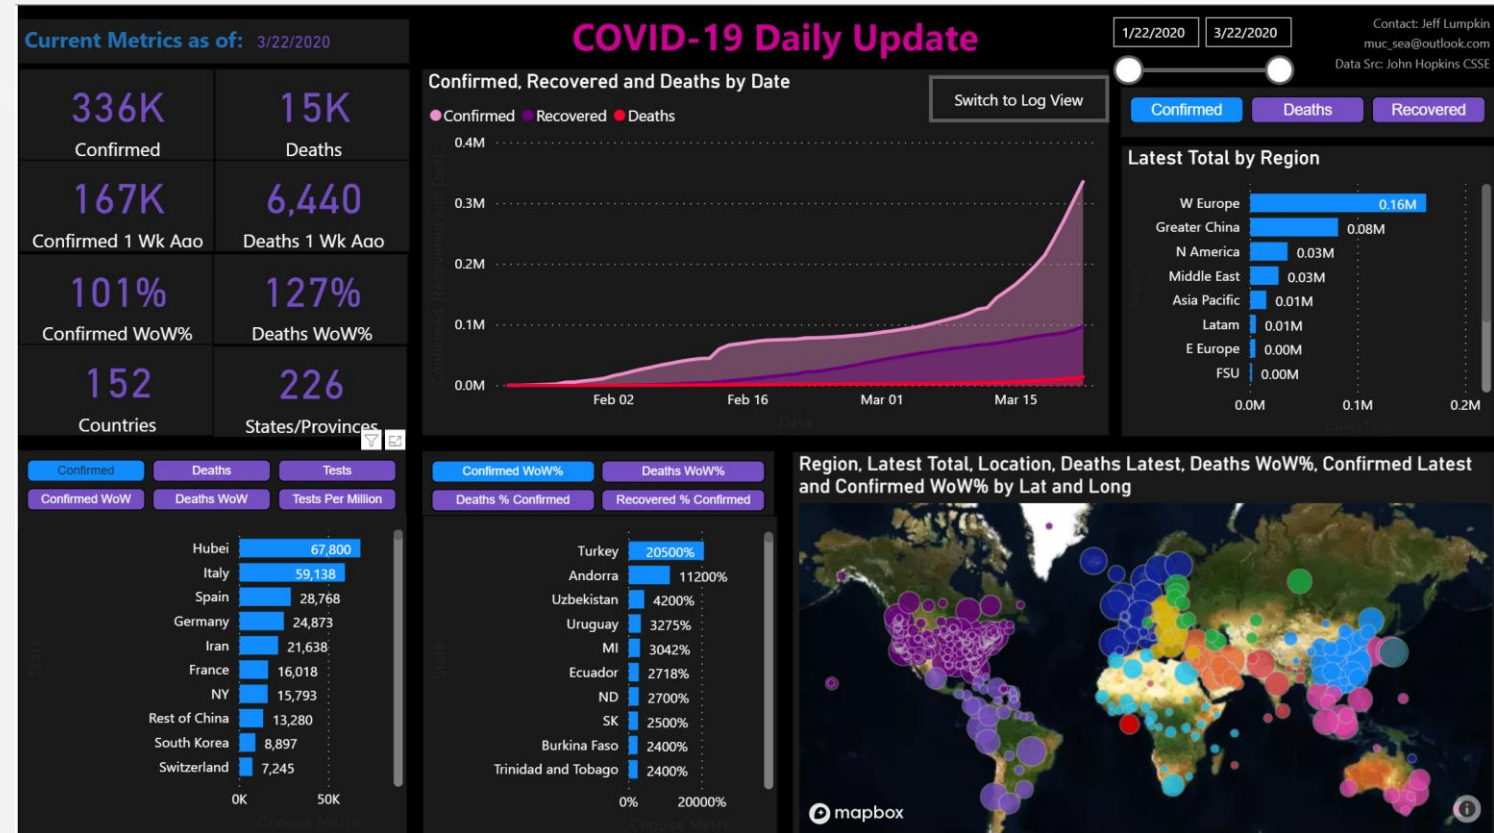 Current Metrics as of: 3/22/2020
COVID-19 Daily Update
1/22/2020 3/22/2020
Contact: Jeff Lumpkin
muc_sea@outlook.com
Data Src: John Hopkins CSSE
336K
Confirmed
15K
Deaths
167K
Confirmed 1 Wk Ago
6,440
Deaths 1 Wk Ago
101%
Confirmed WoW%
127%
Deaths WoW%
152
Countries
226
States/Provinces
Confirmed, Recovered and Deaths by Date
Switch to Log View
Confirmed Recovered Deaths
0.4M
0.3M
0.2M
0.1M
0.0M
Feb 02 Feb 16 Mar 01 Mar 15
Date
Confirmed Deaths Recovered
Latest Total by Region
W Europe 0.16M
Greater China 0.08M
N America 0.03M
Middle East 0.03M
Asia Pacific 0.01M
Latam 0.01M
E Europe 0.00M
FSU 0.00M
0.0M 0.1M 0.2M
Latest Total
Region
Confirmed Deaths Tests
Confirmed WoW Deaths WoW Tests Per Million
Hubei 67,800
Italy 59,138
Spain 28,768
Germany 24,873
Iran 21,638
France 16,018
NY 15,793
Rest of China 13,280
South Korea 8,897
Switzerland 7,245
0K 50K
Choose Metric
State
Confirmed WoW% Deaths WoW%
Deaths % Confirmed Recovered % Confirmed
Turkey 20500%
Andorra 11200%
Uzbekistan 4200%
Uruguay 3275%
MI 3042%
Ecuador 2718%
ND 2700%
SK 2500%
Burkina Faso 2400%
Trinidad and Tobago 2400%
0% 20000%
State
Region, Latest Total, Location, Deaths Latest, Deaths WoW%, Confirmed Latest
and Confirmed WoW% by Lat and Long
mapbox